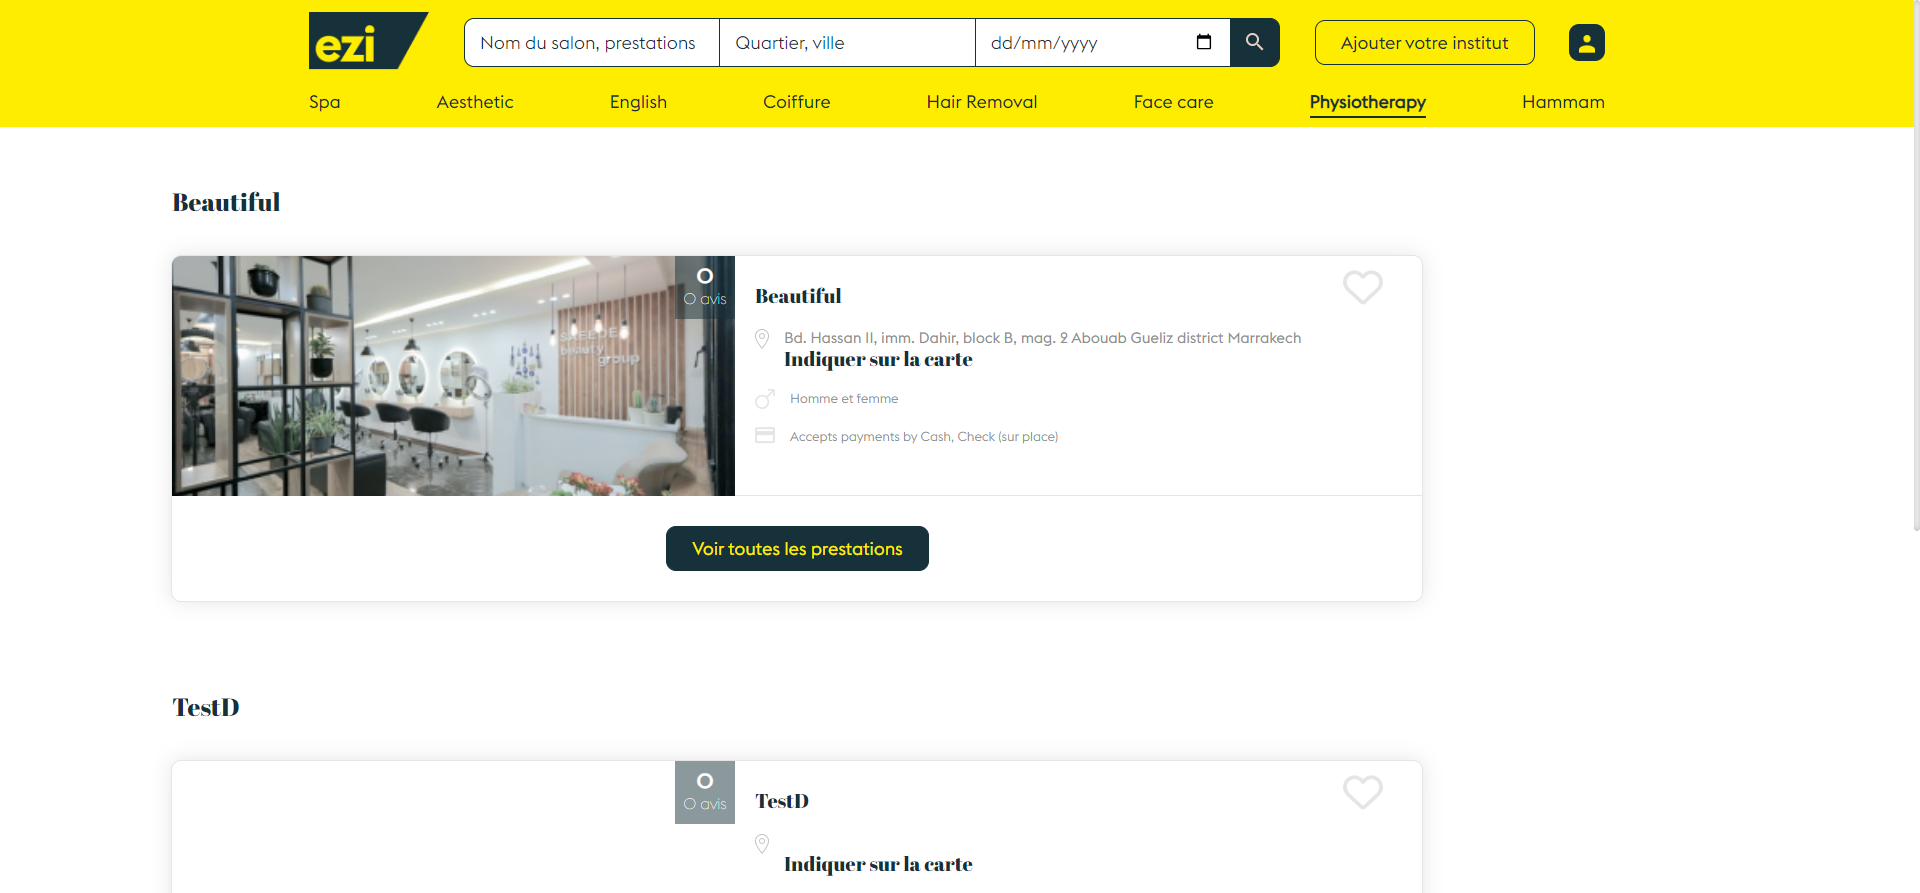 ezi
Nom du salon, prestations
Quartier, ville
dd/mm/yyyy
Ajouter votre institut
Spa
Aesthetic
English
Coiffure
Hair Removal
Face care
Physiotherapy
Hammam
Beautiful
0
0 avis
beauty
group
Beautiful
Bd. Hassan II, imm. Dahir, block B, mag. 2 Abouab Gueliz district Marrakech
Indiquer sur la carte
Homme et femme
Accepts payments by Cash, Check (sur place)
Voir toutes les prestations
TestD
0
0 avis
TestD
Indiquer sur la carte